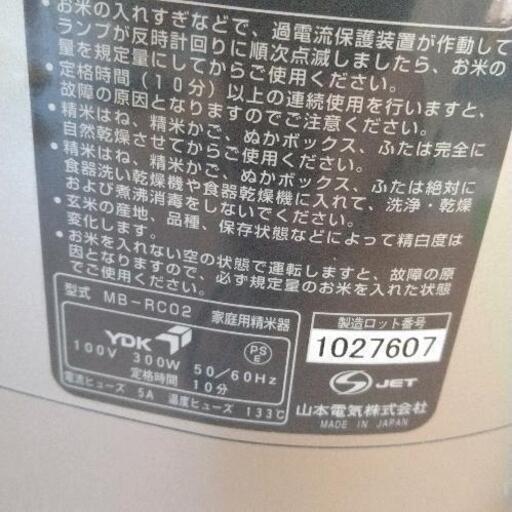 ・お米の入れすぎなどで、過電流保護装置が作動して
ランプが反時計回りに順次点滅しましたら、お米の
量を規定量にしてからご使用ください。
・定格時間(10分)以上の連続使用を行いますと、
故障の原因となりますのでご注意ください。
・精米はね、精米かご、ぬかボックス、ふたは完全に
自然乾燥させてからご使用ください。
・精米はね、精米かご、ぬかボックス、ふたは絶対に
食器洗い乾燥機や食器乾燥機に入れて、洗浄・乾燥
および煮沸消毒をしないでください。
・玄米の産地、品種、保存状態などによって精白度は
変化します。
・お米を入れない空の状態で運転しますと、故障の原
因となりますので、必ず規定量のお米を入れた状態
でご使用ください。
型式 MB-RC02 家庭用精米器
YDK PSE
100V 300W 50/60Hz
定格時間 10分
電流ヒューズ 5A 温度ヒューズ 133℃
製造ロット番号
1027607
S JET
山本電気株式会社
MADE IN JAPAN